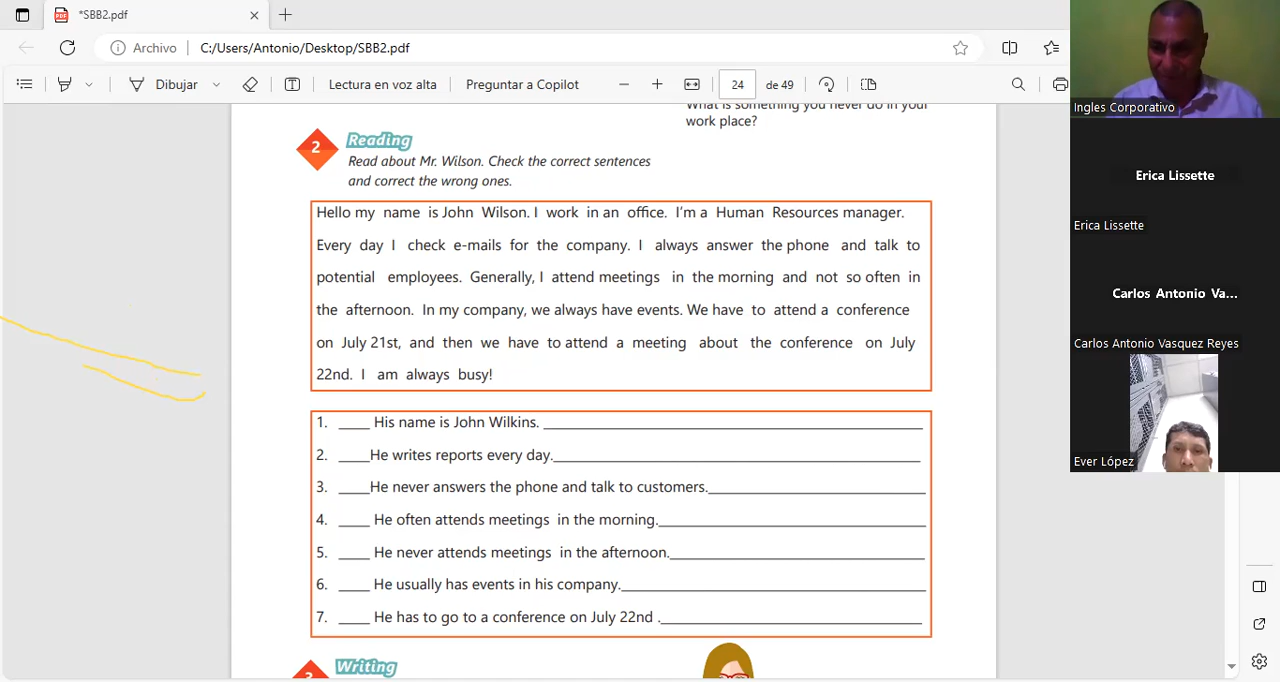 *SBB2.pdf
Archivo C:/Users/Antonio/Desktop/SBB2.pdf
Dibujar Lectura en voz alta Preguntar a Copilot 24 de 49
What is something you never do in your
work place?
2 Reading
Read about Mr. Wilson. Check the correct sentences
and correct the wrong ones.
Hello my name is John Wilson. I work in an office. I'm a Human Resources manager.
Every day I check e-mails for the company. I always answer the phone and talk to
potential employees. Generally, I attend meetings in the morning and not so often in
the afternoon. In my company, we always have events. We have to attend a conference
on July 21st, and then we have to attend a meeting about the conference on July
22nd. I am always busy!
1. ____ His name is John Wilkins. ____
2. ____He writes reports every day.____
3. ____He never answers the phone and talk to customers.____
4. ____ He often attends meetings in the morning.____
5. ____ He never attends meetings in the afternoon.____
6. ____ He usually has events in his company.____
7. ____ He has to go to a conference on July 22nd .____
3 Writing
Ingles Corporativo
Erica Lissette
Erica Lissette
Carlos Antonio Va...
Carlos Antonio Vasquez Reyes
Ever López